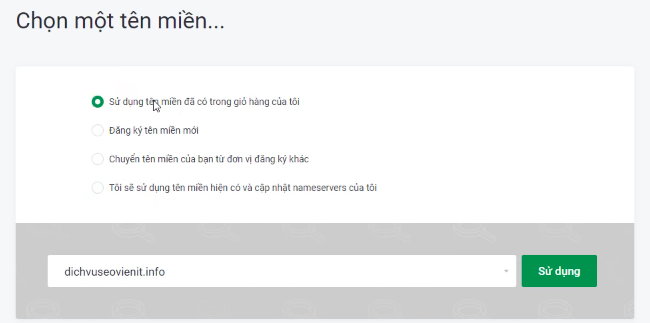 Chọn một tên miền...
Sử dụng tên miền đã có trong giỏ hàng của tôi
Đăng ký tên miền mới
Chuyển tên miền của bạn từ đơn vị đăng ký khác
Tôi sẽ sử dụng tên miền hiện có và cập nhật nameservers của tôi
dichvuseovienit.info
Sử dụng